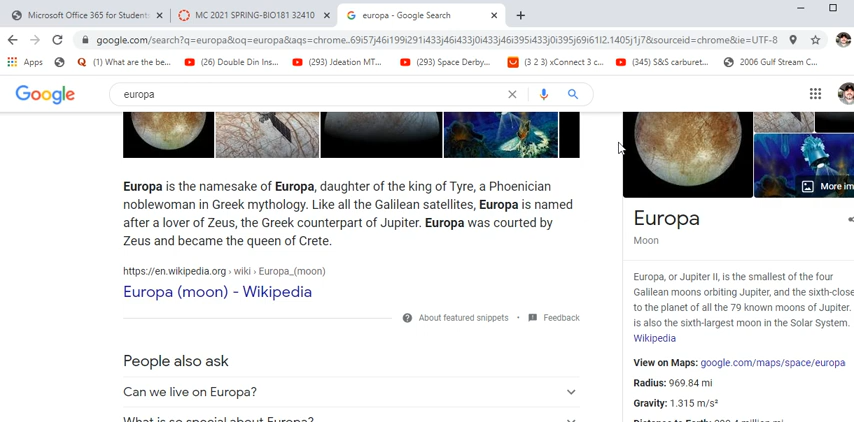 Microsoft Office 365 for Students
MC 2021 SPRING-BIO181 32410
europa - Google Search
google.com/search?q=europa&oq=europa&aqs=chrome..69i57j46i199i291i433j46i433j0i433j46i395i433j0i395j69i61l2.1405j1j7&sourceid=chrome&ie=UTF-8
Apps
(1) What are the be...
(26) Double Din Ins...
(293) Jdeation MT...
(293) Space Derby...
(3 2 3) xConnect 3 c...
(345) S&S carburet...
2006 Gulf Stream C...
Google
europa
More im
Europa is the namesake of Europa, daughter of the king of Tyre, a Phoenician
noblewoman in Greek mythology. Like all the Galilean satellites, Europa is named
after a lover of Zeus, the Greek counterpart of Jupiter. Europa was courted by
Zeus and became the queen of Crete.
https://en.wikipedia.org › wiki › Europa_(moon)
Europa (moon) - Wikipedia
About featured snippets • Feedback
People also ask
Can we live on Europa?
What is so special about Europa?
Europa
Moon
Europa, or Jupiter II, is the smallest of the four
Galilean moons orbiting Jupiter, and the sixth-close
to the planet of all the 79 known moons of Jupiter.
is also the sixth-largest moon in the Solar System.
Wikipedia
View on Maps: google.com/maps/space/europa
Radius: 969.84 mi
Gravity: 1.315 m/s²